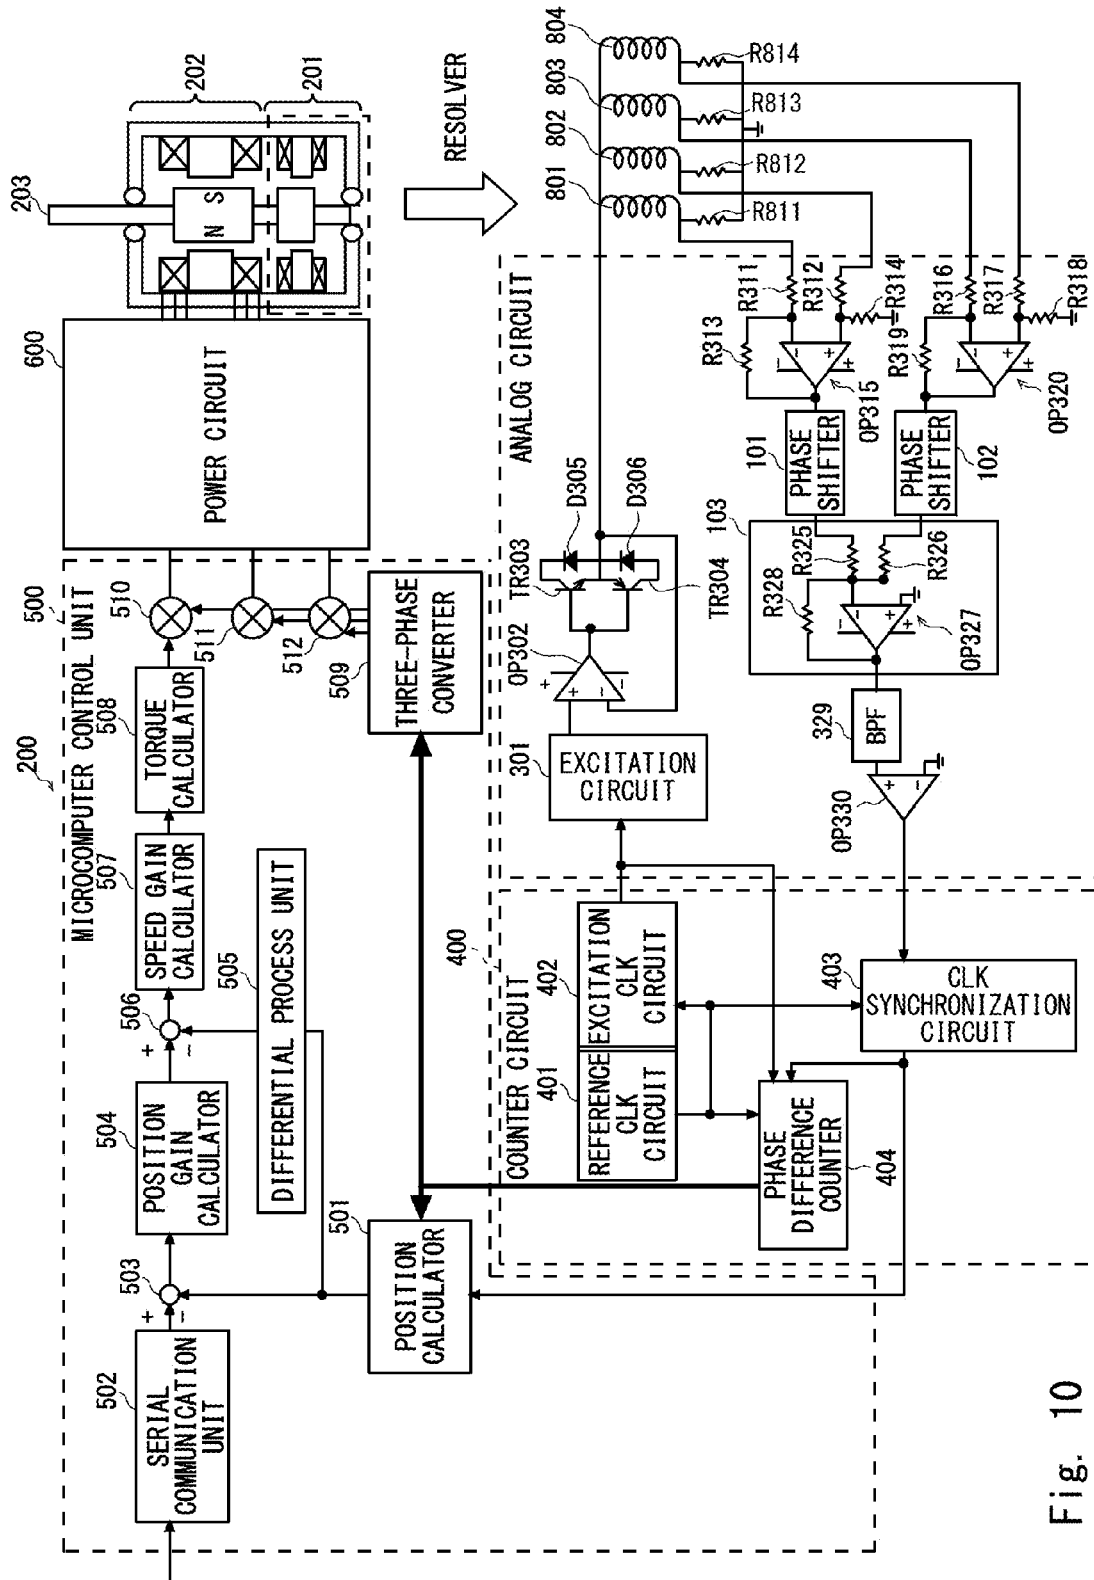 200
MICROCOMPUTER CONTROL UNIT
500
502
SERIAL
COMMUNICATION
UNIT
+
−
503
504
POSITION
GAIN
CALCULATOR
+
−
506
507
SPEED GAIN
CALCULATOR
508
TORQUE
CALCULATOR
510
511
512
505
DIFFERENTIAL PROCESS UNIT
501
POSITION
CALCULATOR
509
THREE-PHASE
CONVERTER
600
POWER CIRCUIT
203
N
S
202
201
RESOLVER
COUNTER CIRCUIT
400
401
REFERENCE
CLK
CIRCUIT
402
EXCITATION
CLK
CIRCUIT
PHASE
DIFFERENCE
COUNTER
404
403
CLK
SYNCHRONIZATION
CIRCUIT
ANALOG CIRCUIT
301
EXCITATION
CIRCUIT
OP302
+
+
−
−
TR303
TR304
D305
D306
801
802
803
804
R811
R812
R813
R814
R311
R312
R313
R314
−
−
+
+
OP315
R316
R317
R318
R319
−
−
+
+
OP320
101
PHASE
SHIFTER
PHASE
SHIFTER
102
103
R325
R326
R328
−
−
+
+
OP327
329
BPF
OP330
+
−
Fig. 10